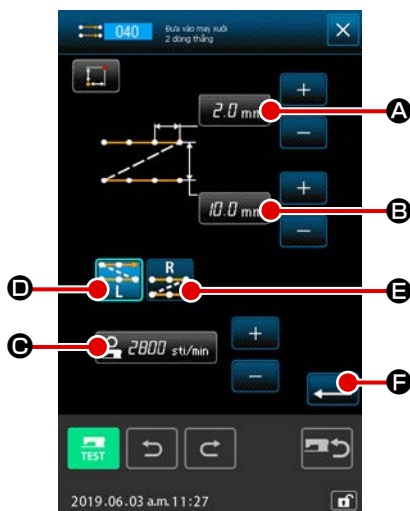 040
Đưa vào may xuôi
2 dòng thẳng
2.0 mm
+
A
−
10.0 mm
+
B
−
L
R
D
E
C
2800 sti/min
+
−
F
TEST
2019.06.03 a.m. 11:27